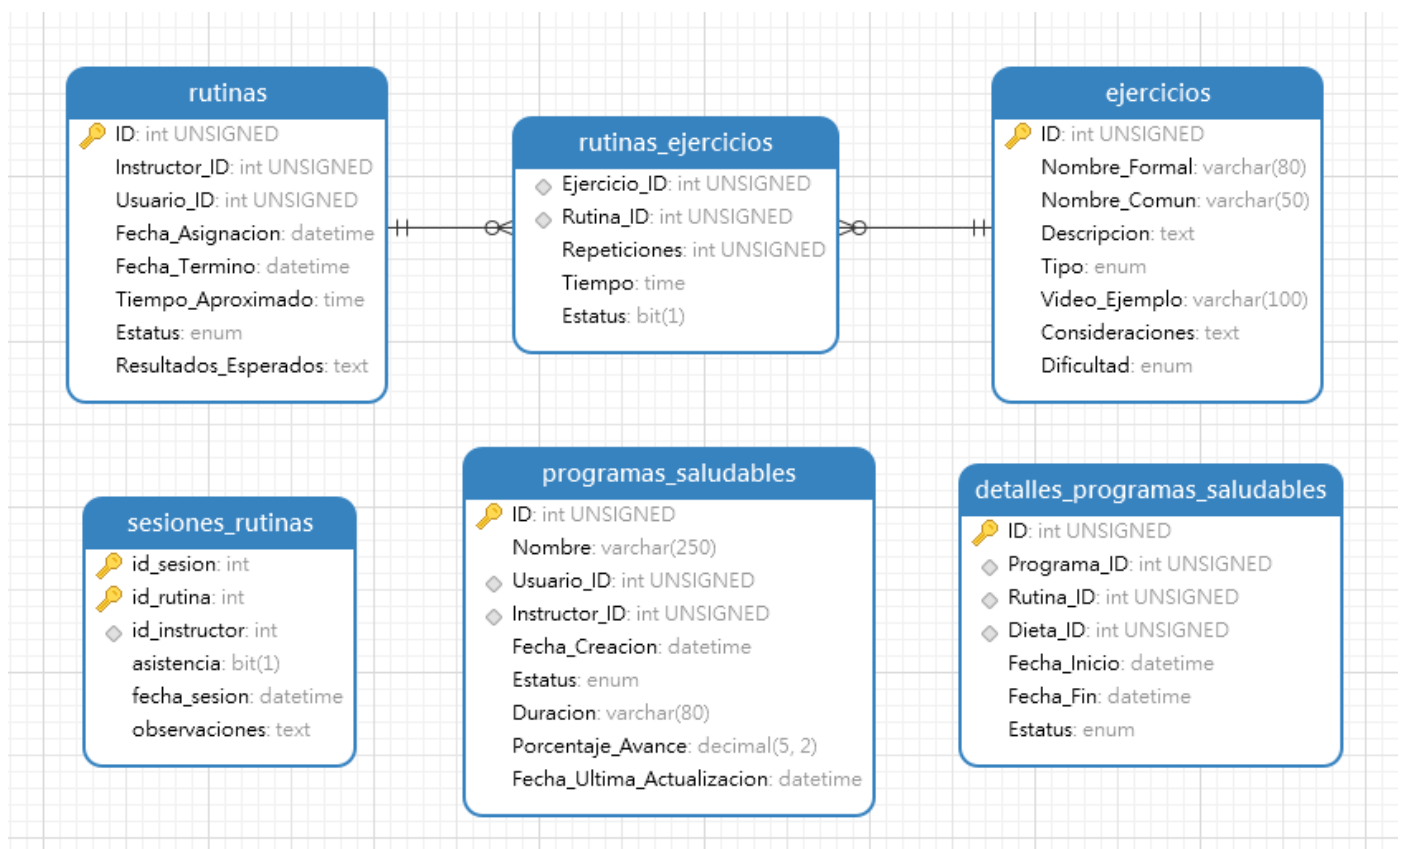 rutinas
ID: int UNSIGNED
Instructor_ID: int UNSIGNED
Usuario_ID: int UNSIGNED
Fecha_Asignacion: datetime
Fecha_Termino: datetime
Tiempo_Aproximado: time
Estatus: enum
Resultados_Esperados: text
rutinas_ejercicios
Ejercicio_ID: int UNSIGNED
Rutina_ID: int UNSIGNED
Repeticiones: int UNSIGNED
Tiempo: time
Estatus: bit(1)
ejercicios
ID: int UNSIGNED
Nombre_Formal: varchar(80)
Nombre_Comun: varchar(50)
Descripcion: text
Tipo: enum
Video_Ejemplo: varchar(100)
Consideraciones: text
Dificultad: enum
sesiones_rutinas
id_sesion: int
id_rutina: int
id_instructor: int
asistencia: bit(1)
fecha_sesion: datetime
observaciones: text
programas_saludables
ID: int UNSIGNED
Nombre: varchar(250)
Usuario_ID: int UNSIGNED
Instructor_ID: int UNSIGNED
Fecha_Creacion: datetime
Estatus: enum
Duracion: varchar(80)
Porcentaje_Avance: decimal(5, 2)
Fecha_Ultima_Actualizacion: datetime
detalles_programas_saludables
ID: int UNSIGNED
Programa_ID: int UNSIGNED
Rutina_ID: int UNSIGNED
Dieta_ID: int UNSIGNED
Fecha_Inicio: datetime
Fecha_Fin: datetime
Estatus: enum